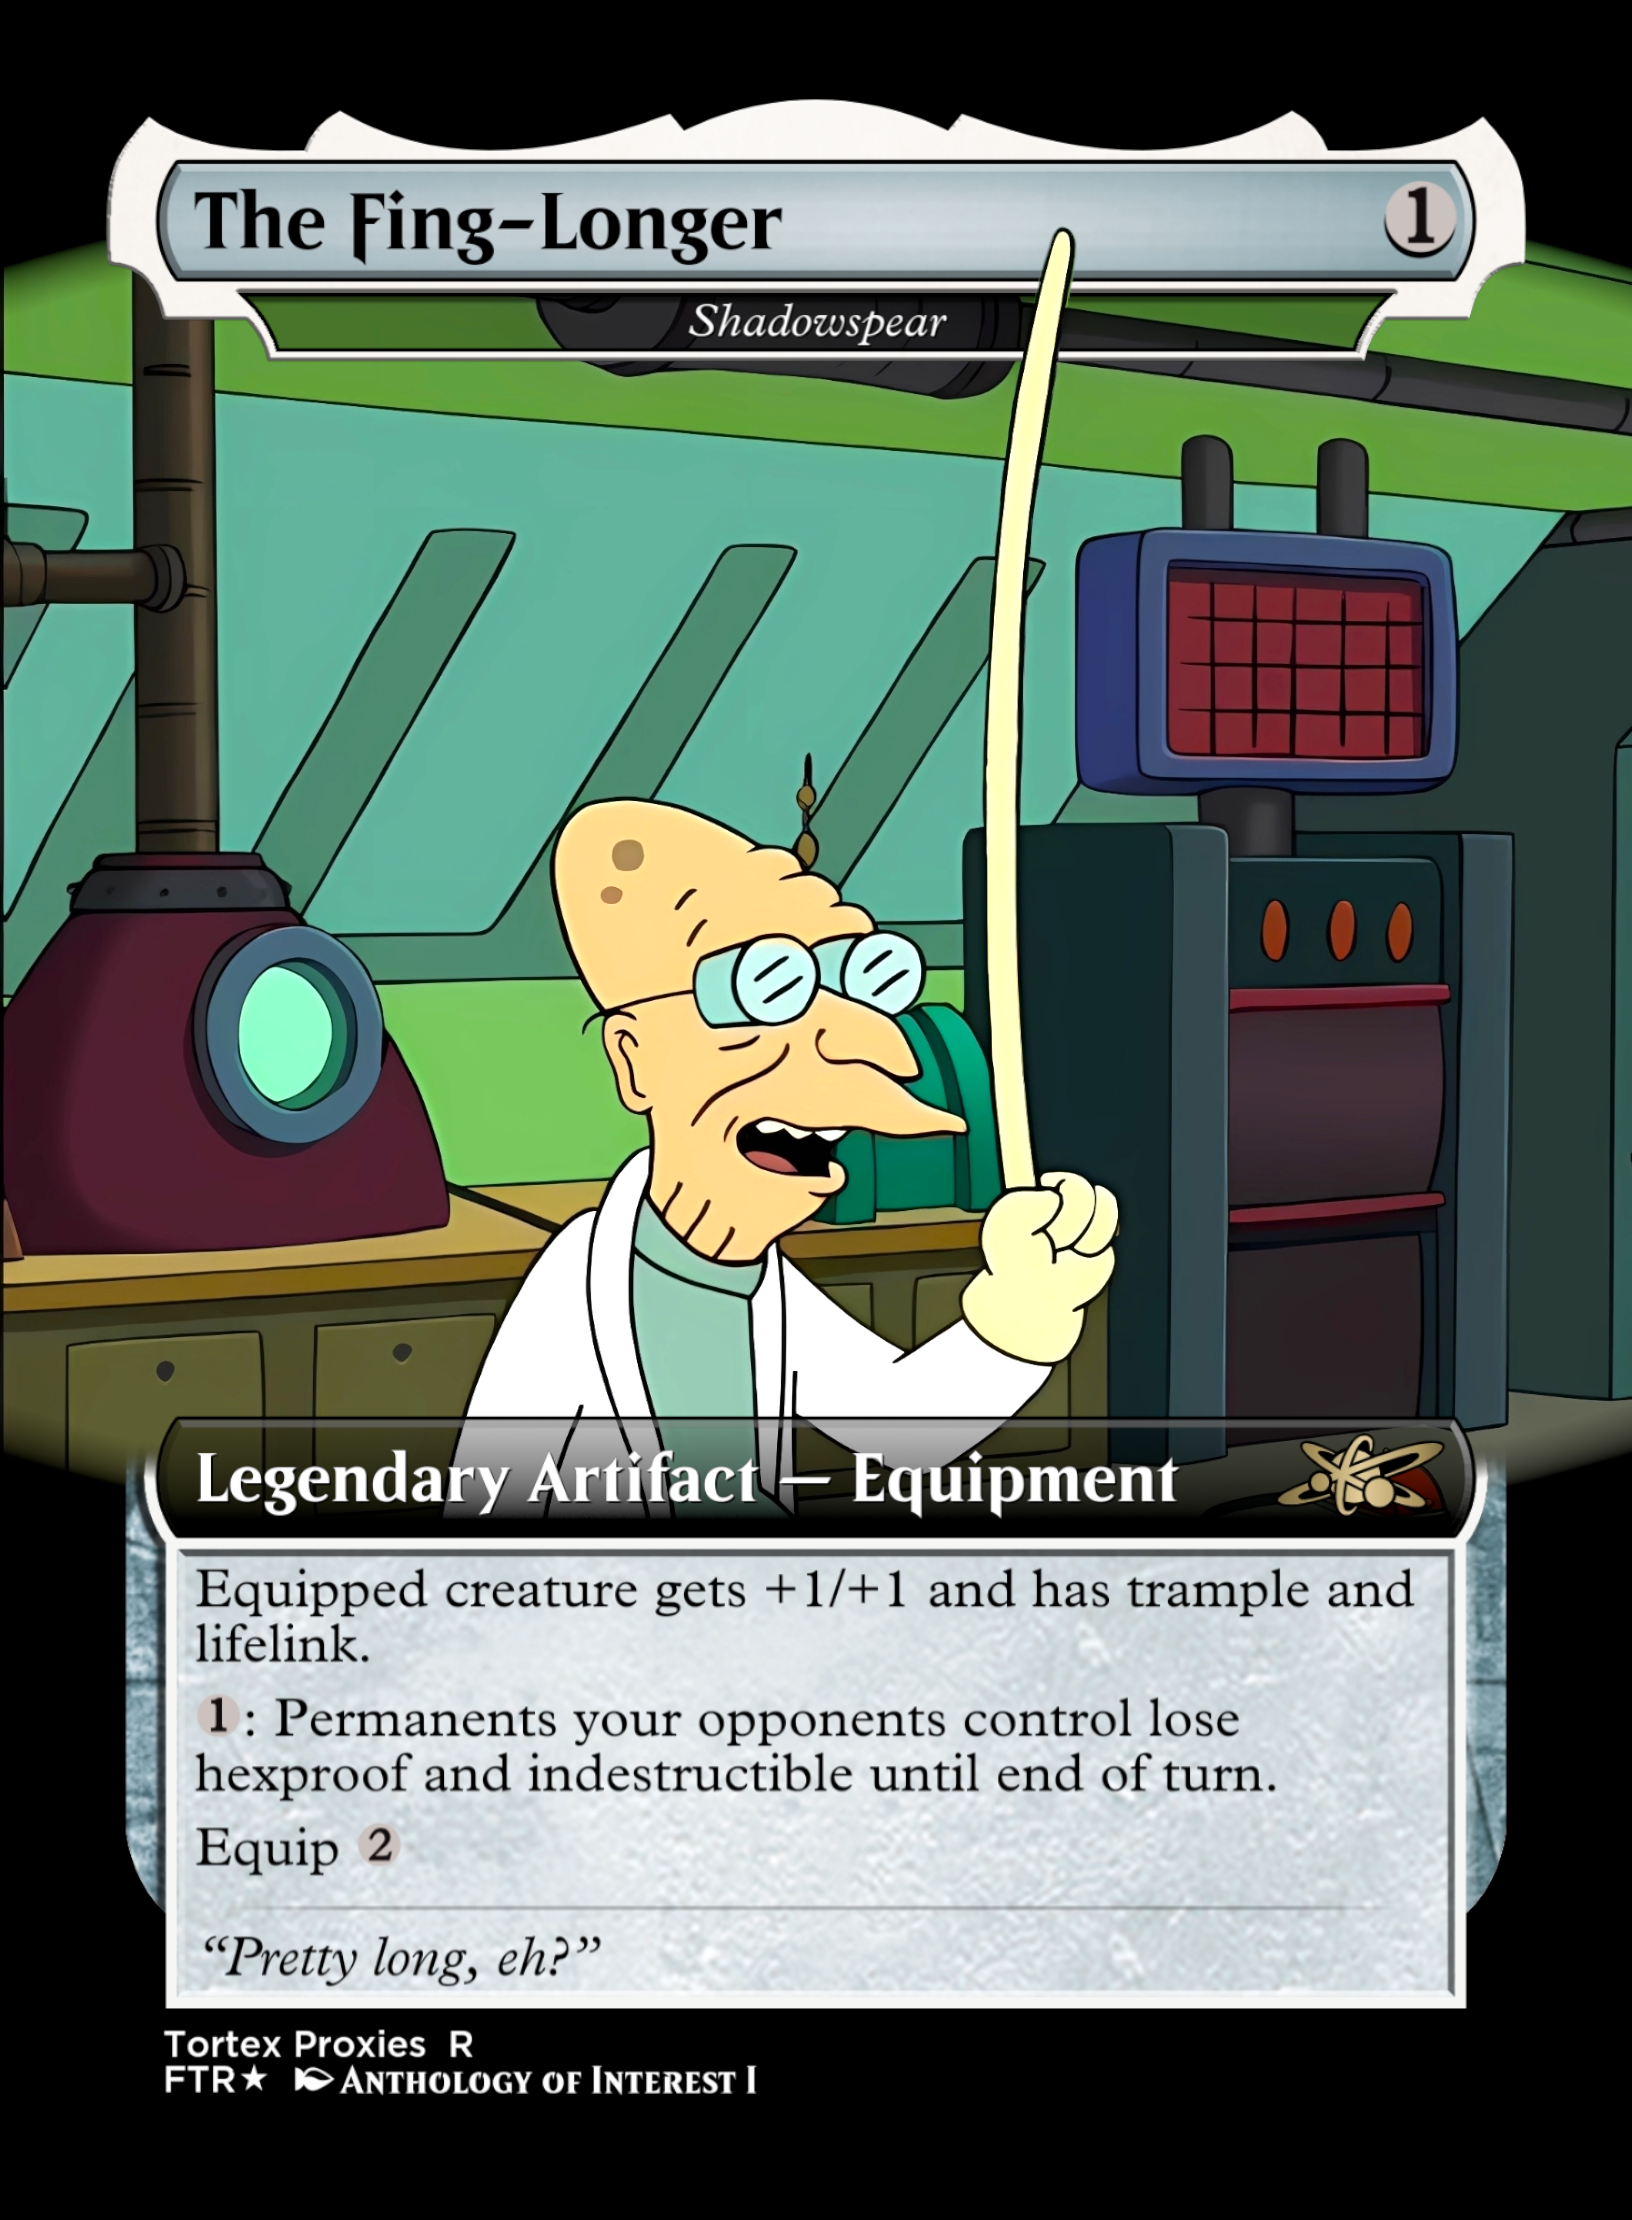 The Fing-Longer 1
Shadowspear
Legendary Artifact — Equipment
Equipped creature gets +1/+1 and has trample and
lifelink.
1: Permanents your opponents control lose
hexproof and indestructible until end of turn.
Equip 2
“Pretty long, eh?”
Tortex Proxies R
FTR★ Anthology of Interest I